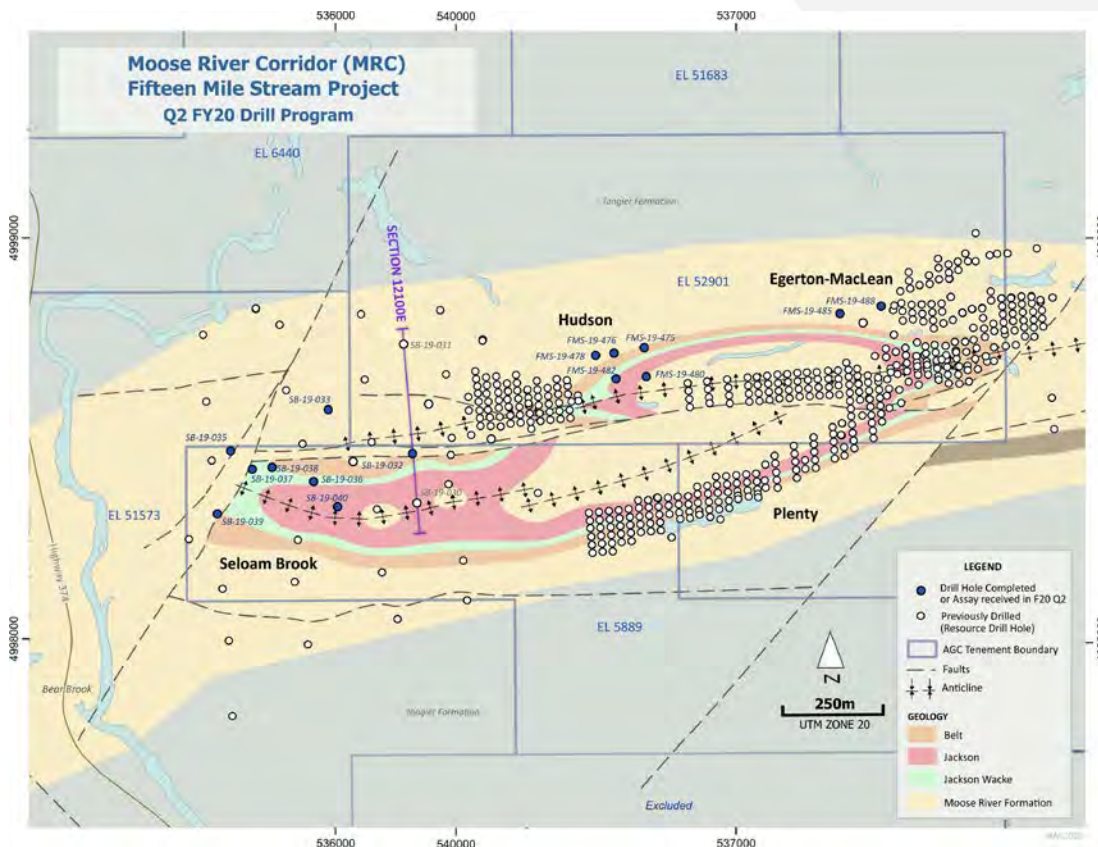 536000
540000
537000
Moose River Corridor (MRC)
Fifteen Mile Stream Project
Q2 FY20 Drill Program
EL 51683
EL 6440
Tangier Formation
4999000
SECTION 12100E
EL 52901
Egerton-MacLean
FMS-19-488
FMS-19-485
Hudson
FMS-19-475
FMS-19-476
FMS-19-478
FMS-19-482
FMS-19-480
SB-19-031
SB-19-033
SB-19-035
SB-19-038
SB-19-032
SB-19-037
SB-19-036
SB-19-040
SB-19-030
SB-19-039
EL 51573
Plenty
Seloam Brook
Highway 37A
EL 5889
4998000
Bear Brook
Tangier Formation
Excluded
N
250m
UTM ZONE 20
LEGEND
Drill Hole Completed
or Assay received in F20 Q2
Previously Drilled
(Resource Drill Hole)
AGC Tenement Boundary
Faults
Anticline
GEOLOGY
Belt
Jackson
Jackson Wacke
Moose River Formation
536000
540000
537000